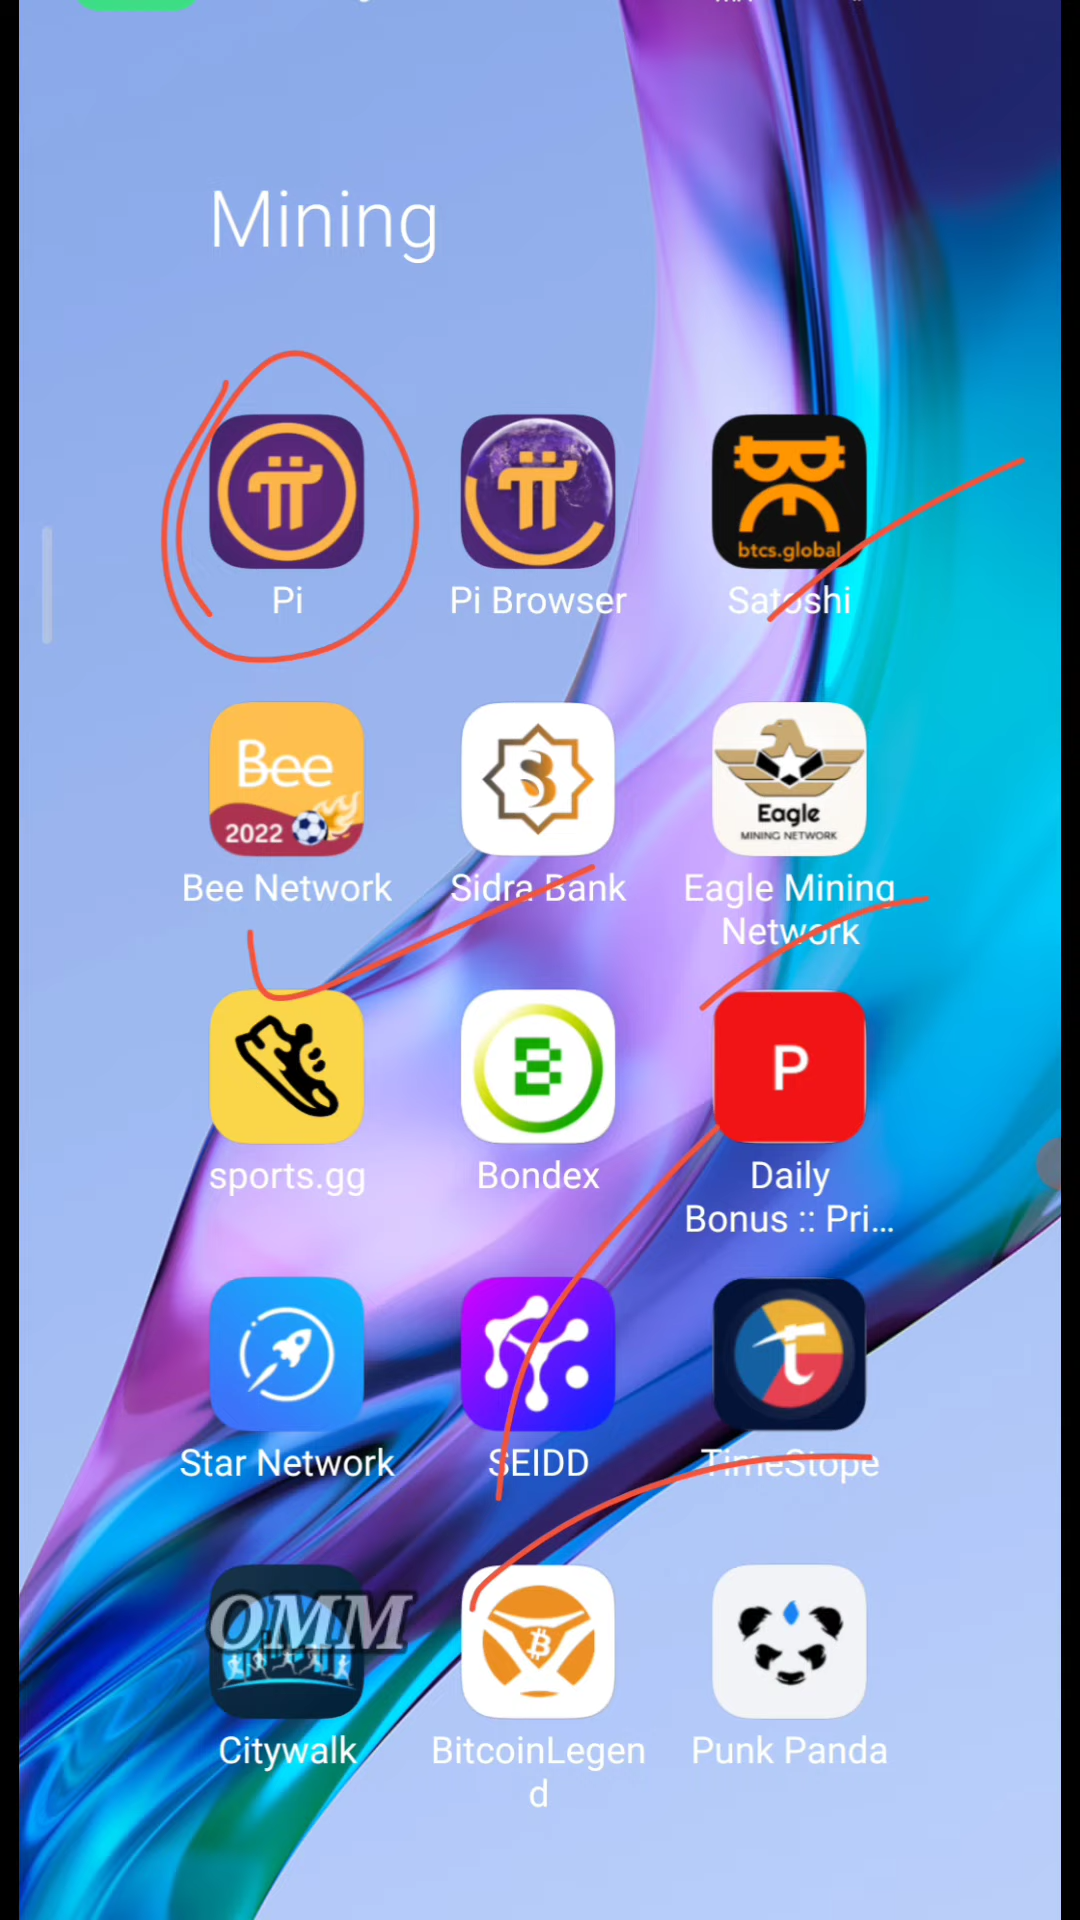 Mining
btcs.global
Pi
Pi Browser
Satoshi
Bee
2022
Eagle
MINING NETWORK
Bee Network
Sidra Bank
Eagle Mining
Network
P
sports.gg
Bondex
Daily
Bonus :: Pri...
Star Network
SEIDD
TimeStope
OMM
Citywalk
BitcoinLegen
d
Punk Panda